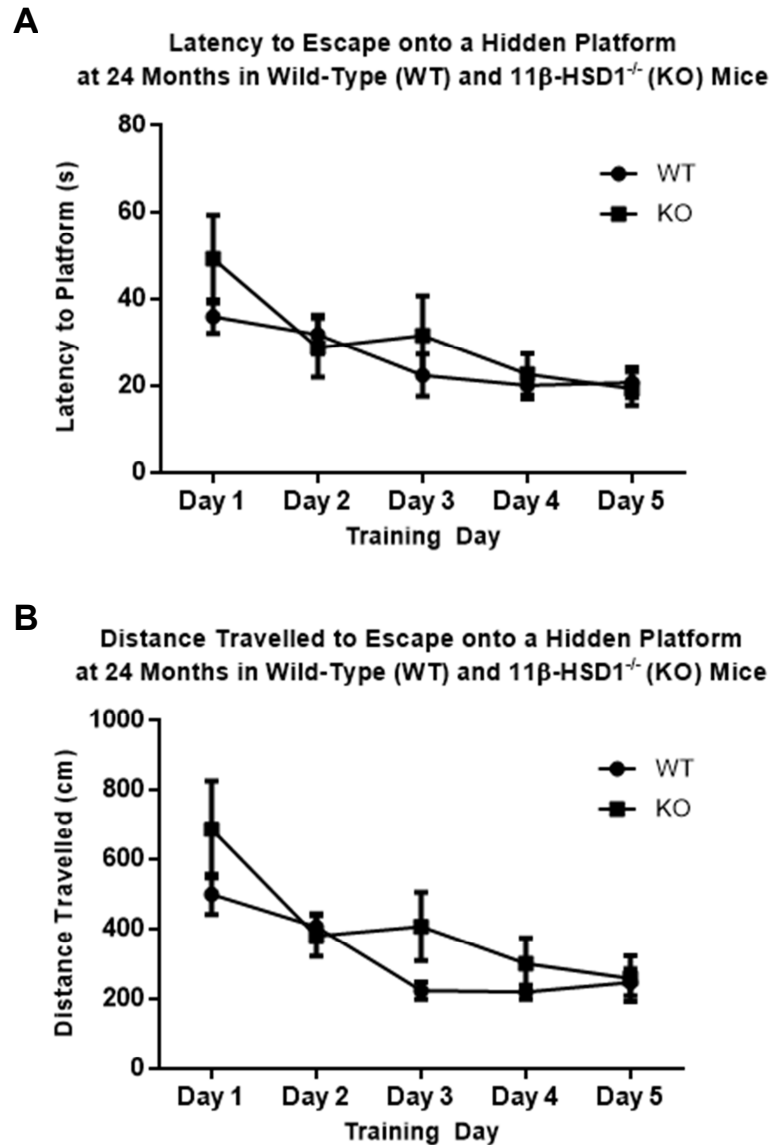 A
Latency to Escape onto a Hidden Platform
at 24 Months in Wild-Type (WT) and 11β-HSD1⁻/⁻ (KO) Mice
Latency to Platform (s)
80
60
40
20
0
WT
KO
Day 1 Day 2 Day 3 Day 4 Day 5
Training Day
B
Distance Travelled to Escape onto a Hidden Platform
at 24 Months in Wild-Type (WT) and 11β-HSD1⁻/⁻ (KO) Mice
Distance Travelled (cm)
1000
800
600
400
200
0
WT
KO
Day 1 Day 2 Day 3 Day 4 Day 5
Training Day